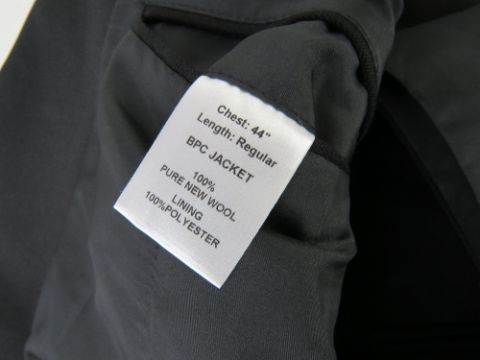 Chest: 44"
Length: Regular
BPC JACKET
100%
PURE NEW WOOL
LINING
100%POLYESTER